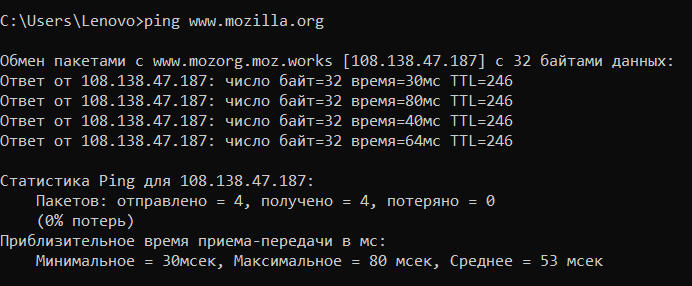 C:\Users\Lenovo>ping www.mozilla.org
Обмен пакетами с www.mozorg.moz.works [108.138.47.187] с 32 байтами данных:
Ответ от 108.138.47.187: число байт=32 время=30мс TTL=246
Ответ от 108.138.47.187: число байт=32 время=80мс TTL=246
Ответ от 108.138.47.187: число байт=32 время=40мс TTL=246
Ответ от 108.138.47.187: число байт=32 время=64мс TTL=246
Статистика Ping для 108.138.47.187:
Пакетов: отправлено = 4, получено = 4, потеряно = 0
(0% потерь)
Приблизительное время приема-передачи в мс:
Минимальное = 30мсек, Максимальное = 80 мсек, Среднее = 53 мсек